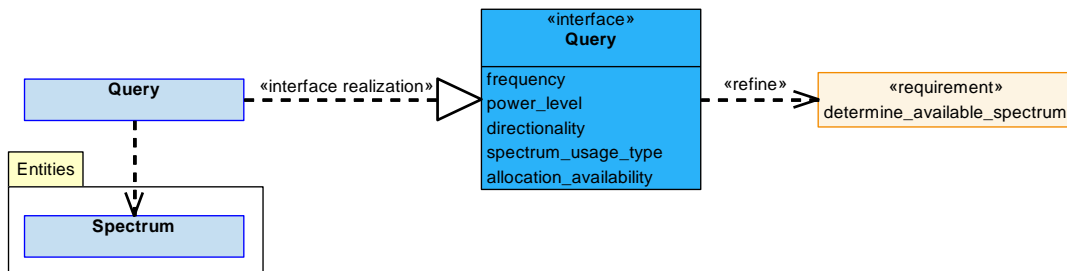 «interface»
Query
frequency
power_level
directionality
spectrum_usage_type
allocation_availability
Query
«interface realization»
«refine»
«requirement»
determine_available_spectrum
Entities
Spectrum